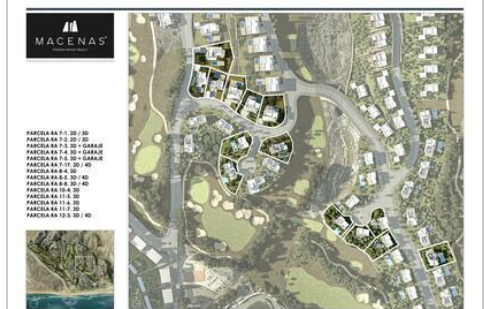 MACENAS
PARCELA RA 7-1. 2D / 3D
PARCELA RA 7-2. 2D / 3D
PARCELA RA 7-3. 3D + GARAJE
PARCELA RA 7-4. 3D + GARAJE
PARCELA RA 7-5. 3D + GARAJE
PARCELA RA 7-17. 3D / 4D
PARCELA RA 8-4. 3D
PARCELA RA 8-5. 3D / 4D
PARCELA RA 8-8. 3D / 4D
PARCELA RA 10-4. 3D
PARCELA RA 11-5. 3D
PARCELA RA 11-6. 3D
PARCELA RA 11-7. 3D
PARCELA RA 12-3. 3D / 4D